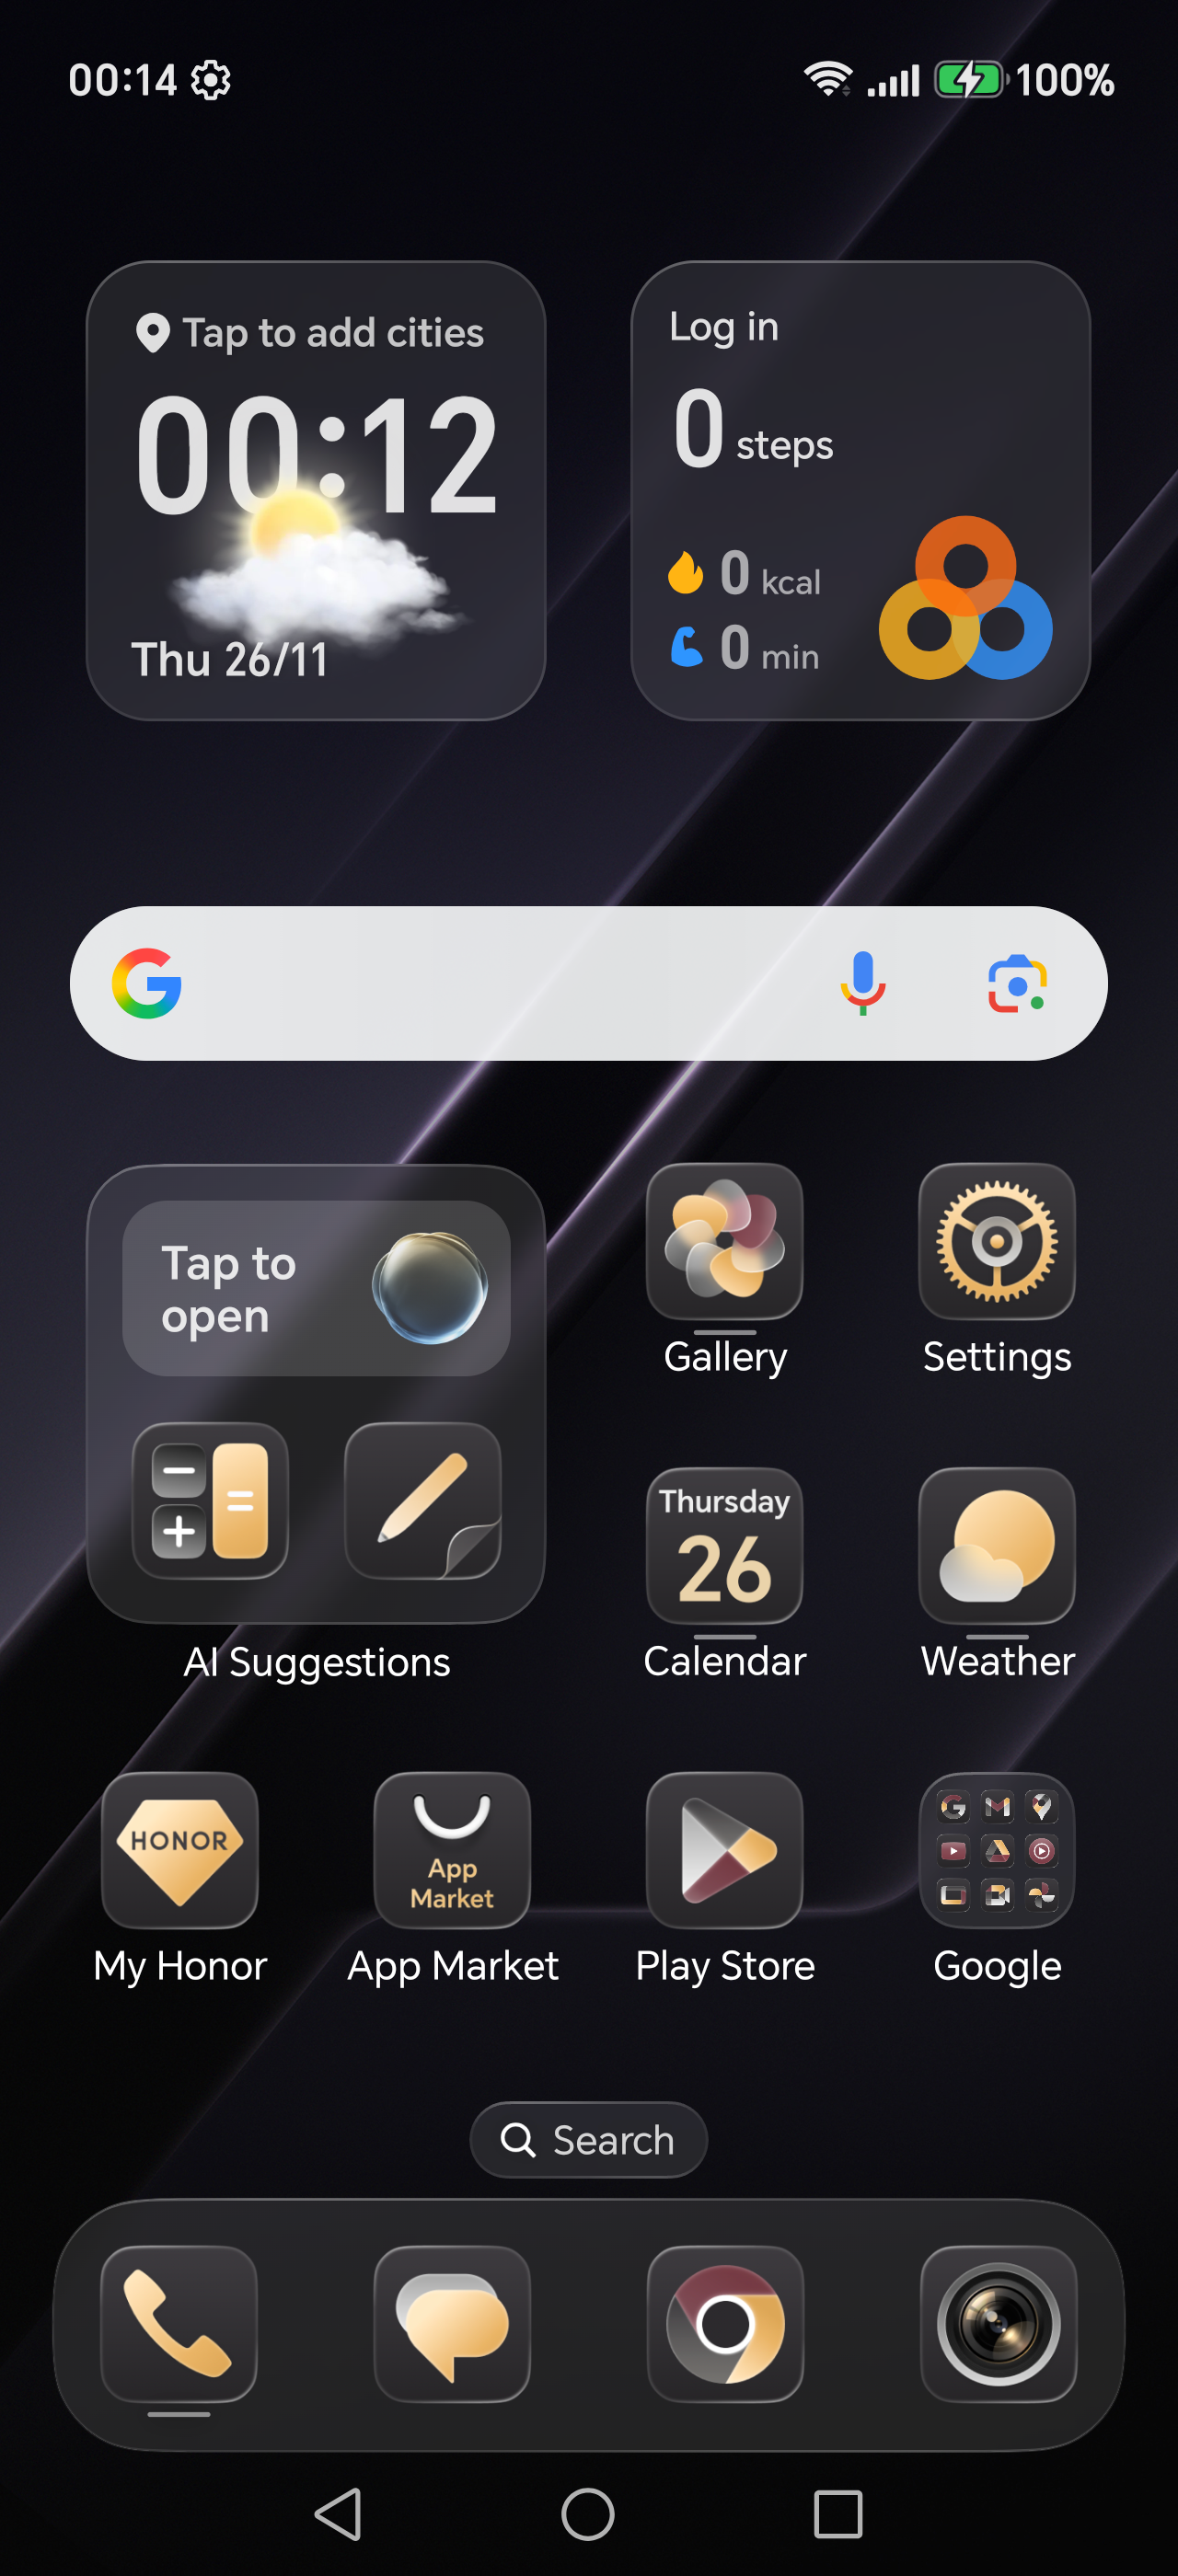 00:14
100%
Tap to add cities
00:12
Thu 26/11
Log in
0 steps
0 kcal
0 min
Tap to
open
AI Suggestions
Gallery
Settings
Thursday
26
Calendar
Weather
HONOR
My Honor
App
Market
App Market
Play Store
Google
Search